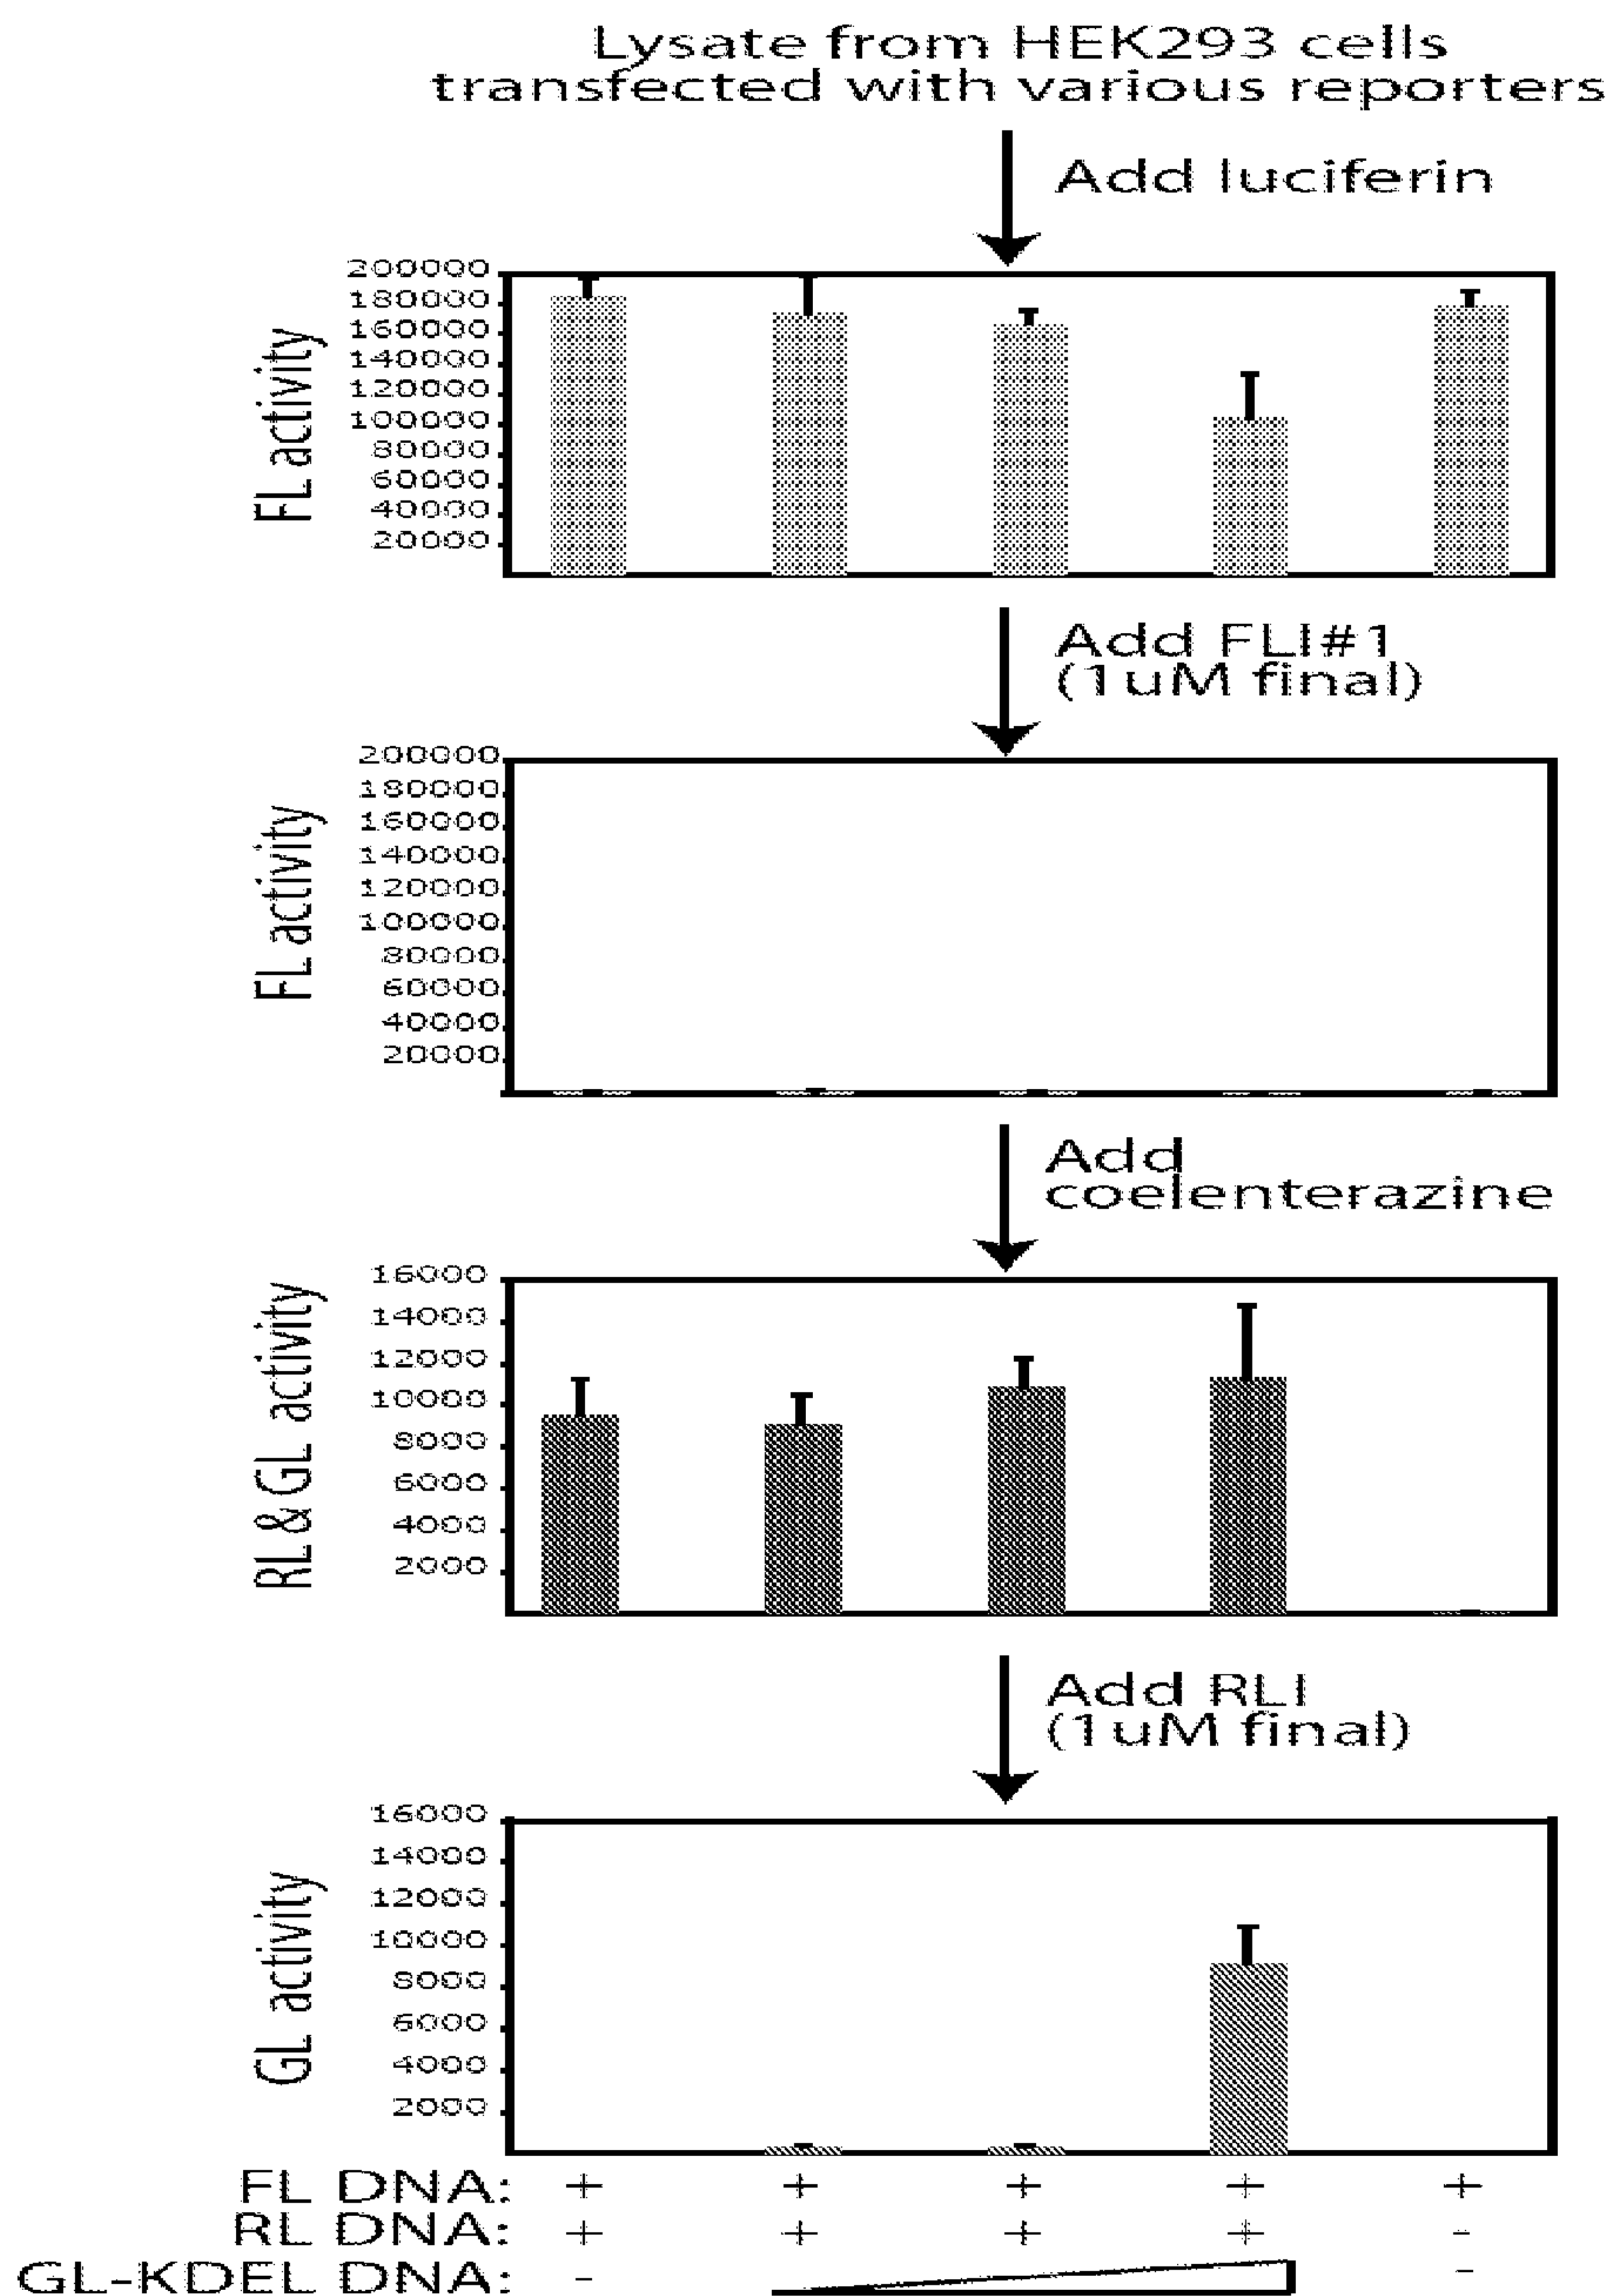 Lysate from HEK293 cells
transfected with various reporters
Add luciferin
200000
180000
160000
140000
120000
100000
80000
60000
40000
20000
FL activity
Add FLI#1
(1uM final)
200000
180000
160000
140000
120000
100000
80000
60000
40000
20000
FL activity
Add
coelenterazine
16000
14000
12000
10000
8000
6000
4000
2000
RL & GL activity
Add RLI
(1uM final)
16000
14000
12000
10000
8000
6000
4000
2000
GL activity
FL DNA: + + + + +
RL DNA: + + + + -
GL-KDEL DNA: - -